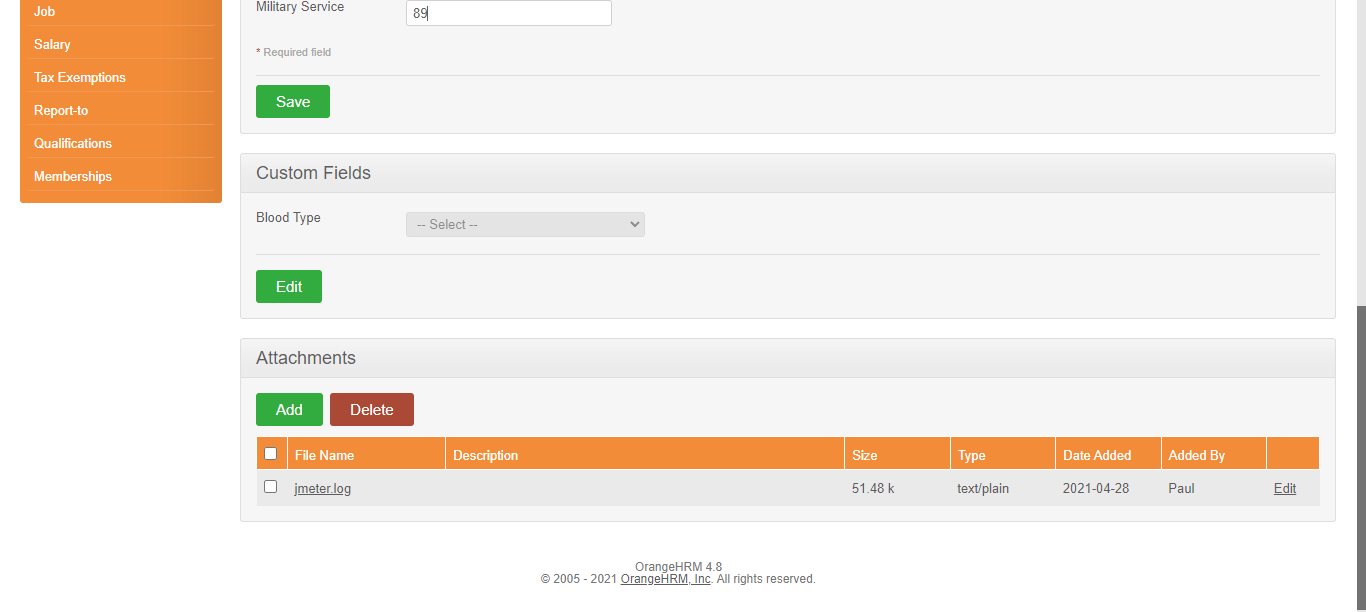 Job
Salary
Tax Exemptions
Report-to
Qualifications
Memberships
Military Service 89
* Required field
Save
Custom Fields
Blood Type -- Select --
Edit
Attachments
Add Delete
File Name Description Size Type Date Added Added By
jmeter.log 51.48 k text/plain 2021-04-28 Paul Edit
OrangeHRM 4.8
© 2005 - 2021 OrangeHRM, Inc. All rights reserved.